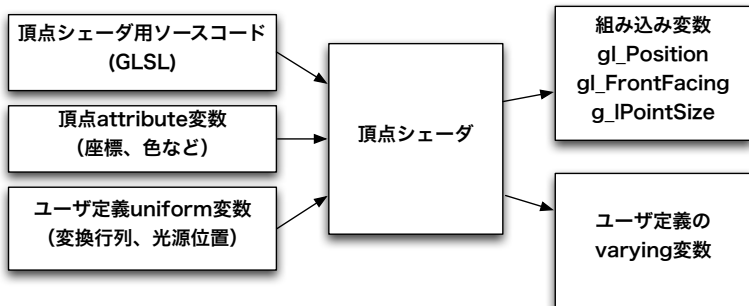 頂点シェーダ用ソースコード
(GLSL)
頂点attribute変数
（座標、色など）
ユーザ定義uniform変数
（変換行列、光源位置）
頂点シェーダ
組み込み変数
gl_Position
gl_FrontFacing
g_lPointSize
ユーザ定義の
varying変数